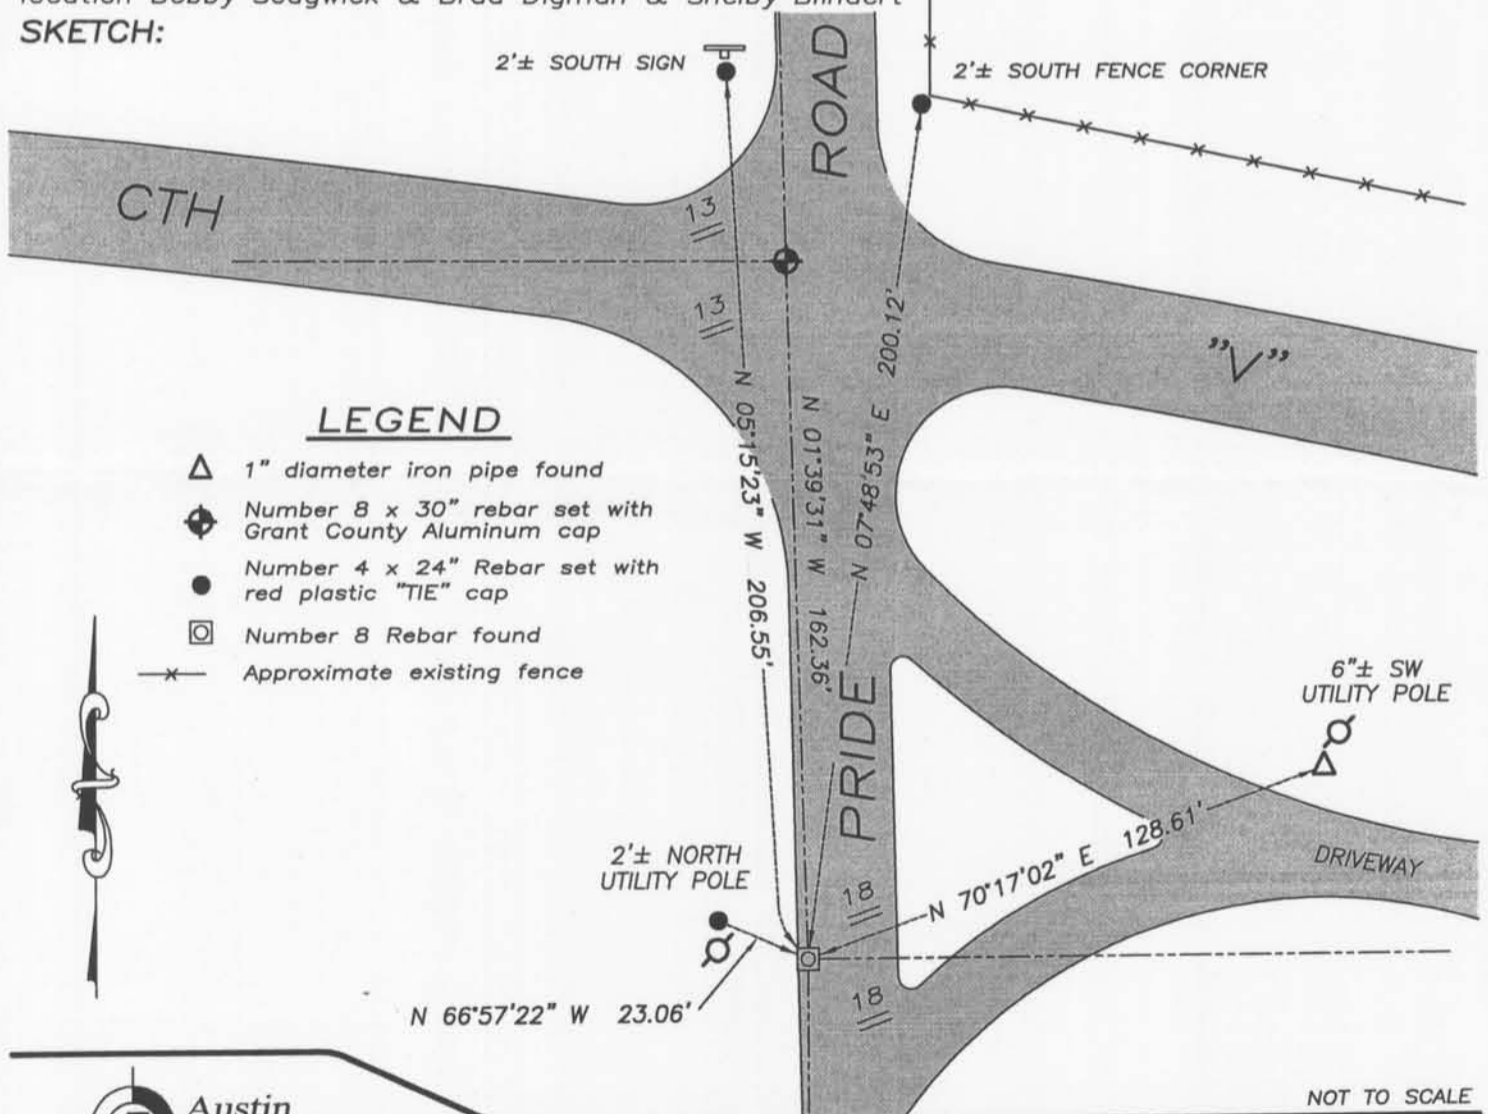 SKETCH:
2'± SOUTH SIGN
ROAD
2'± SOUTH FENCE CORNER
CTH
13
13
"V"
N 05°15'23" W 206.55'
N 01°39'31" W 162.36'
N 07°48'53" E 200.12'
LEGEND
1" diameter iron pipe found
Number 8 x 30" rebar set with
Grant County Aluminum cap
Number 4 x 24" Rebar set with
red plastic "TIE" cap
Number 8 Rebar found
Approximate existing fence
6"± SW
UTILITY POLE
PRIDE
2'± NORTH
UTILITY POLE
N 70°17'02" E 128.61'
DRIVEWAY
18
18
N 66°57'22" W 23.06'
Austin
NOT TO SCALE